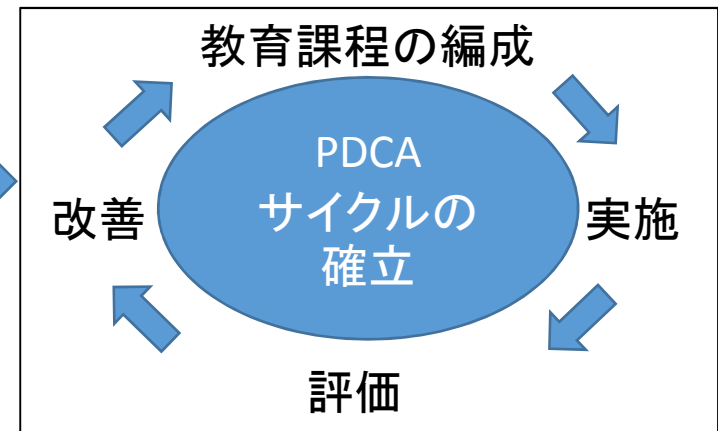 教育課程の編成
PDCA
サイクルの
確立
改善
実施
評価